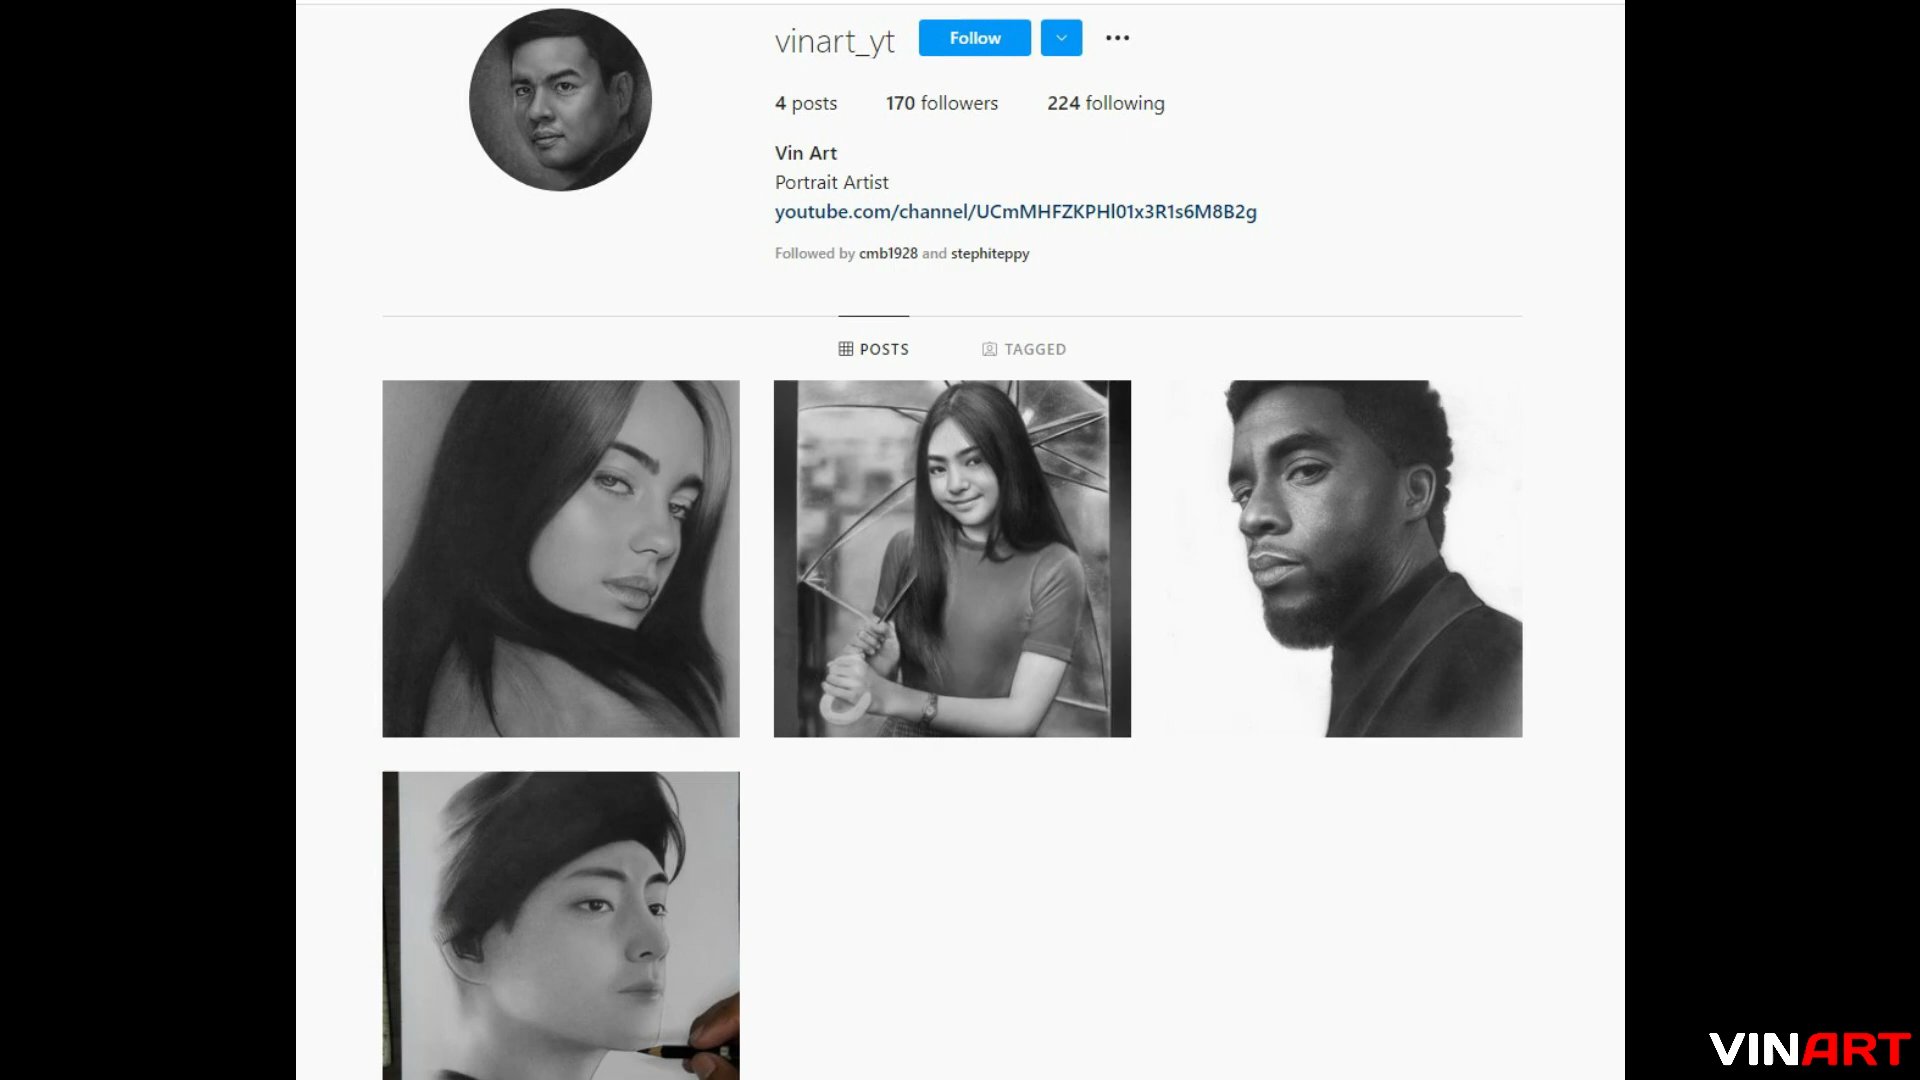 vinart_yt Follow
4 posts 170 followers 224 following
Vin Art
Portrait Artist
youtube.com/channel/UCmMHFZKPHl01x3R1s6M8B2g
Followed by cmb1928 and stephiteppy
POSTS TAGGED
VINART